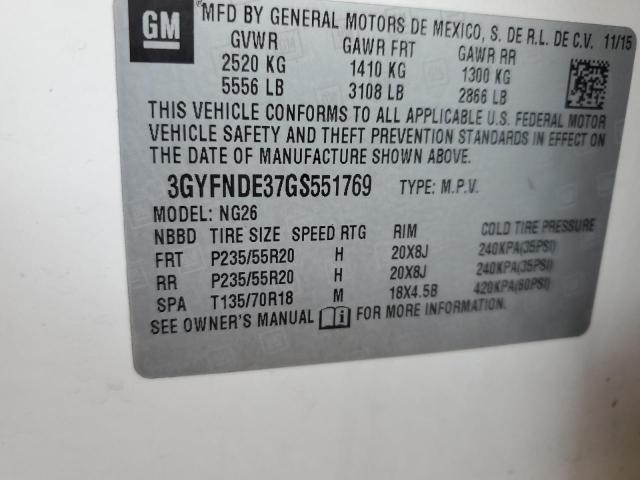 GM
MFD BY GENERAL MOTORS DE MEXICO, S. DE R.L. DE C.V. 11/15
GVWR GAWR FRT GAWR RR
2520 KG 1410 KG 1300 KG
5556 LB 3108 LB 2866 LB
THIS VEHICLE CONFORMS TO ALL APPLICABLE U.S. FEDERAL MOTOR
VEHICLE SAFETY AND THEFT PREVENTION STANDARDS IN EFFECT ON
THE DATE OF MANUFACTURE SHOWN ABOVE.
3GYFNDE37GS551769 TYPE: M.P.V.
MODEL: NG26
NBBD TIRE SIZE SPEED RTG RIM COLD TIRE PRESSURE
FRT P235/55R20 H 20X8J 240KPA(35PSI)
RR P235/55R20 H 20X8J 240KPA(35PSI)
SPA T135/70R18 M 18X4.5B 420KPA(60PSI)
SEE OWNER'S MANUAL i FOR MORE INFORMATION.